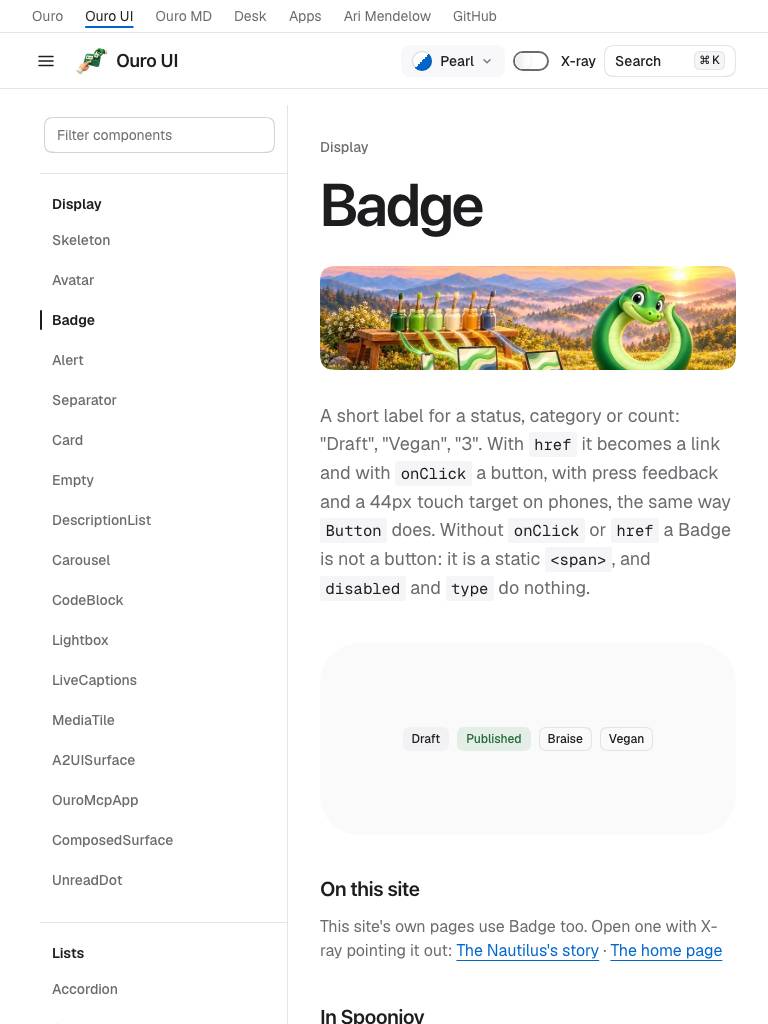 Ouro Ouro UI Ouro MD Desk Apps Ari Mendelow GitHub
Ouro UI Pearl X-ray Search ⌘ K
Filter components
Display
Skeleton
Avatar
Badge
Alert
Separator
Card
Empty
DescriptionList
Carousel
CodeBlock
Lightbox
LiveCaptions
MediaTile
A2UISurface
OuroMcpApp
ComposedSurface
UnreadDot
Lists
Accordion
Display
Badge
A short label for a status, category or count:
"Draft", "Vegan", "3". With href it becomes a link
and with onClick a button, with press feedback
and a 44px touch target on phones, the same way
Button does. Without onClick or href a Badge
is not a button: it is a static <span>, and
disabled and type do nothing.
Draft Published Braise Vegan
On this site
This site's own pages use Badge too. Open one with X-
ray pointing it out: The Nautilus's story · The home page
In Spoonjoy